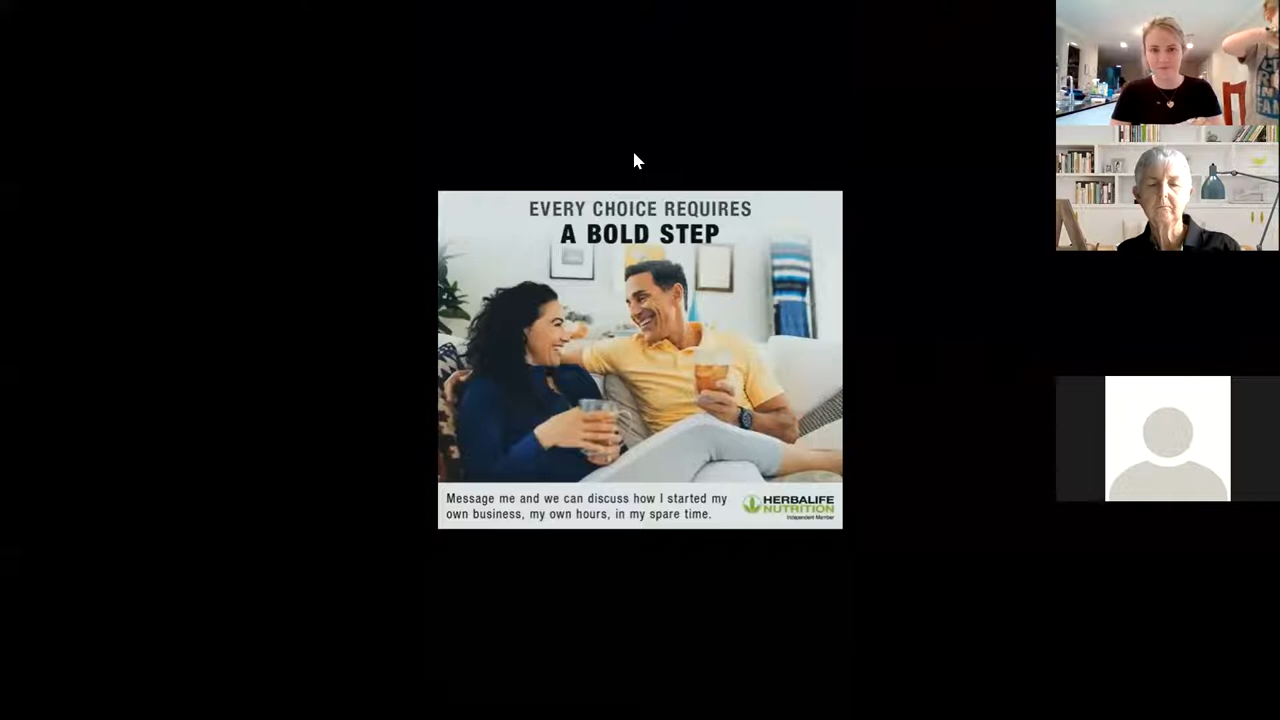 EVERY CHOICE REQUIRES
A BOLD STEP
Message me and we can discuss how I started my
own business, my own hours, in my spare time.
HERBALIFE
NUTRITION
Independent Member